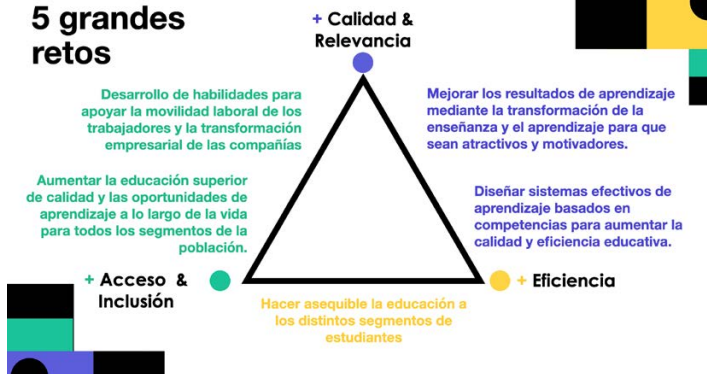 5 grandes
retos
+ Calidad &
Relevancia
Desarrollo de habilidades para
apoyar la movilidad laboral de los
trabajadores y la transformación
empresarial de las compañías
Mejorar los resultados de aprendizaje
mediante la transformación de la
enseñanza y el aprendizaje para que
sean atractivos y motivadores.
Aumentar la educación superior
de calidad y las oportunidades de
aprendizaje a lo largo de la vida
para todos los segmentos de la
población.
Diseñar sistemas efectivos de
aprendizaje basados en
competencias para aumentar la
calidad y eficiencia educativa.
+ Acceso &
Inclusión
+ Eficiencia
Hacer asequible la educación a
los distintos segmentos de
estudiantes